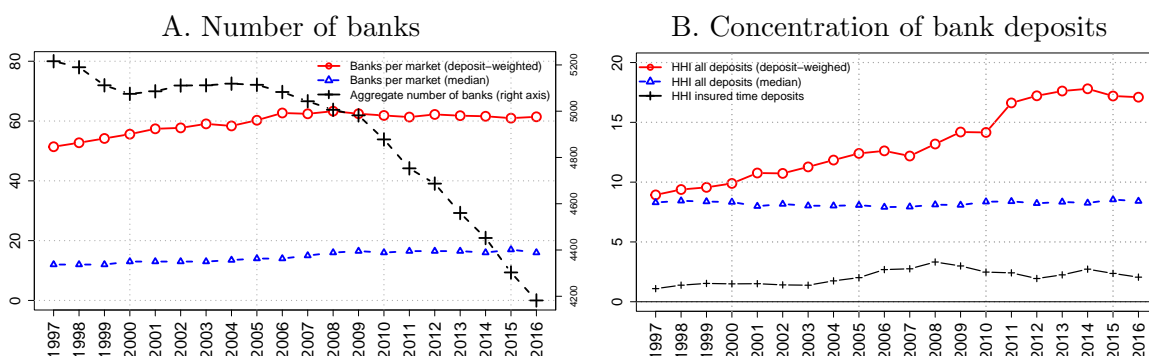 A. Number of banks
Banks per market (deposit−weighted)
Banks per market (median)
Aggregate number of banks (right axis)
80
60
40
20
0
5200
5000
4800
4600
4400
4200
1997 1998 1999 2000 2001 2002 2003 2004 2005 2006 2007 2008 2009 2010 2011 2012 2013 2014 2015 2016
B. Concentration of bank deposits
HHI all deposits (deposit−weighed)
HHI all deposits (median)
HHI insured time deposits
20
15
10
5
0
1997 1998 1999 2000 2001 2002 2003 2004 2005 2006 2007 2008 2009 2010 2011 2012 2013 2014 2015 2016